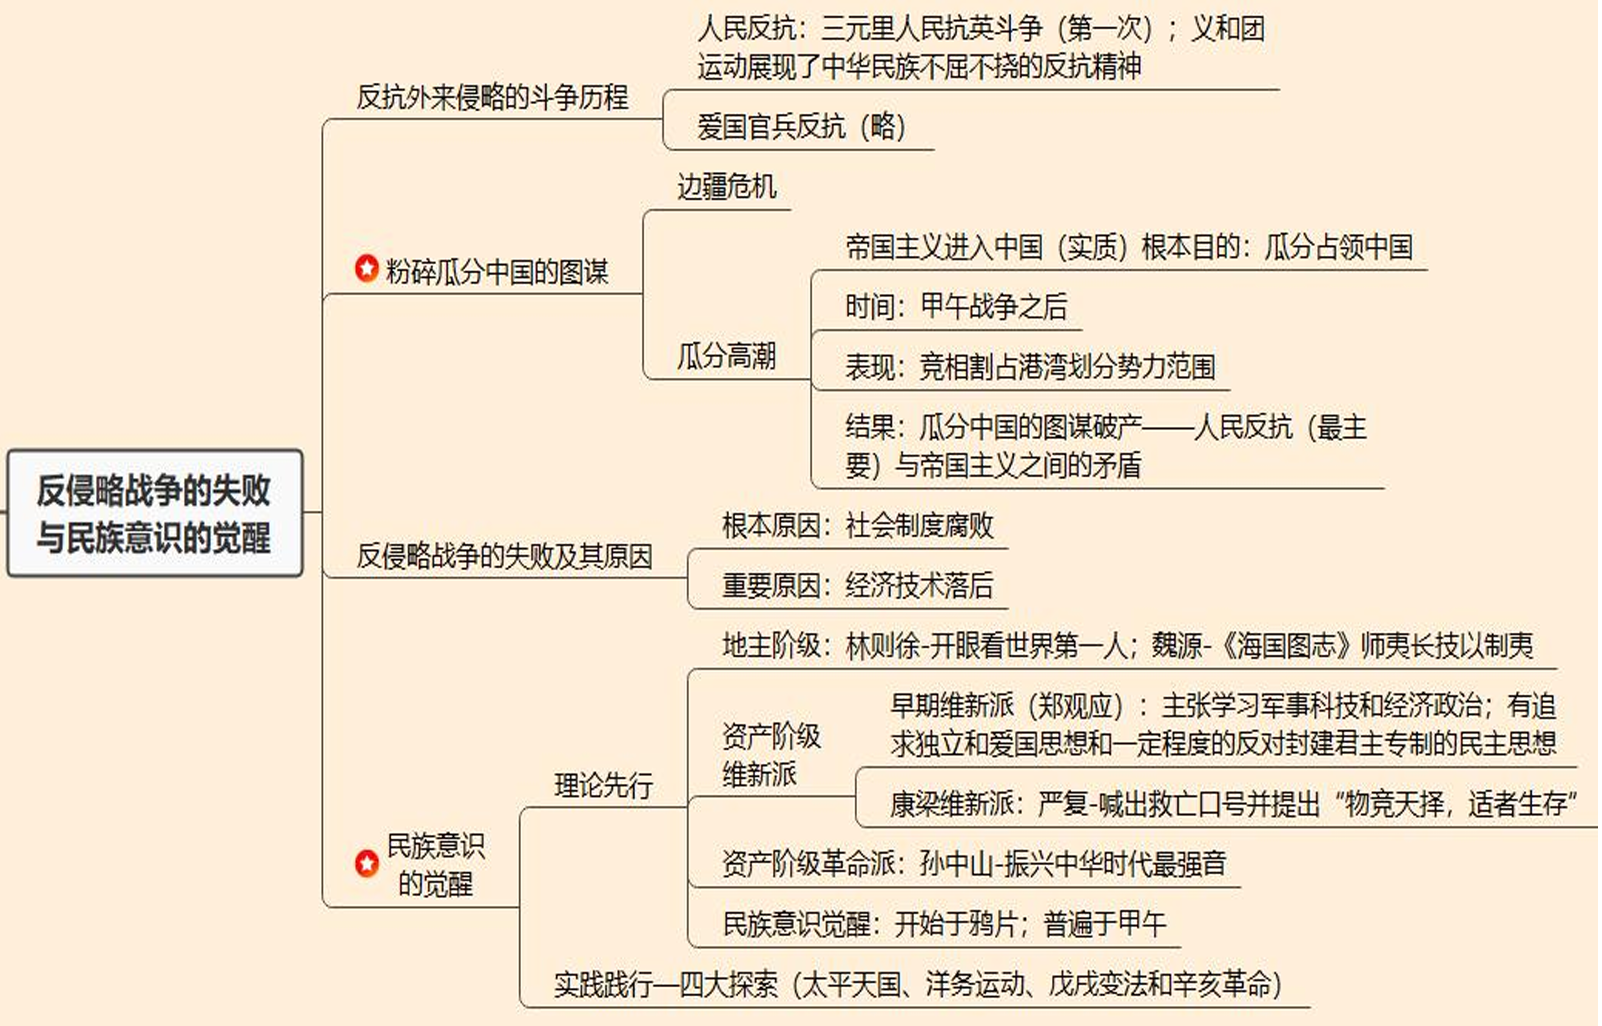 人民反抗：三元里人民抗英斗争（第一次）；义和团
运动展现了中华民族不屈不挠的反抗精神
反抗外来侵略的斗争历程
爱国官兵反抗（略）
边疆危机
帝国主义进入中国（实质）根本目的：瓜分占领中国
粉碎瓜分中国的图谋
时间：甲午战争之后
瓜分高潮
表现：竞相割占港湾划分势力范围
结果：瓜分中国的图谋破产——人民反抗（最主
要）与帝国主义之间的矛盾
反侵略战争的失败
与民族意识的觉醒
根本原因：社会制度腐败
反侵略战争的失败及其原因
重要原因：经济技术落后
地主阶级：林则徐-开眼看世界第一人；魏源-《海国图志》师夷长技以制夷
早期维新派（郑观应）：主张学习军事科技和经济政治；有追
求独立和爱国思想和一定程度的反对封建君主专制的民主思想
资产阶级
维新派
理论先行
康梁维新派：严复-喊出救亡口号并提出“物竞天择，适者生存”
民族意识
的觉醒
资产阶级革命派：孙中山-振兴中华时代最强音
民族意识觉醒：开始于鸦片；普遍于甲午
实践践行—四大探索（太平天国、洋务运动、戊戌变法和辛亥革命）